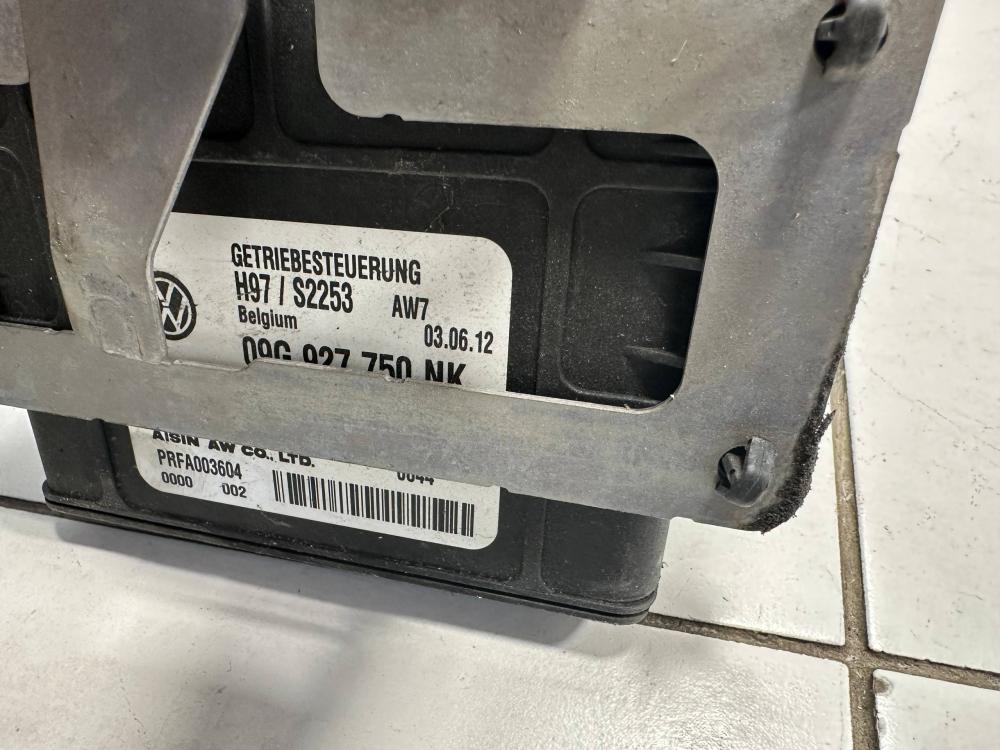 GETRIEBESTEUERUNG
H97 / S2253 AW7
Belgium 03.06.12
09G 927 750 NK
AISIN AW CO., LTD.
PRFA003604 0044
0000 002